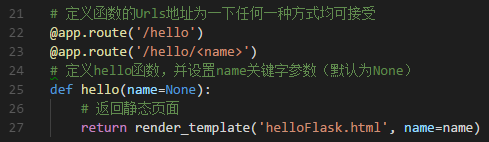 21 # 定义函数的Urls地址为一下任何一种方式均可接受
22 @app.route('/hello')
23 @app.route('/hello/<name>')
24 # 定义hello函数，并设置name关键字参数（默认为None）
25 def hello(name=None):
26 # 返回静态页面
27 return render_template('helloFlask.html', name=name)